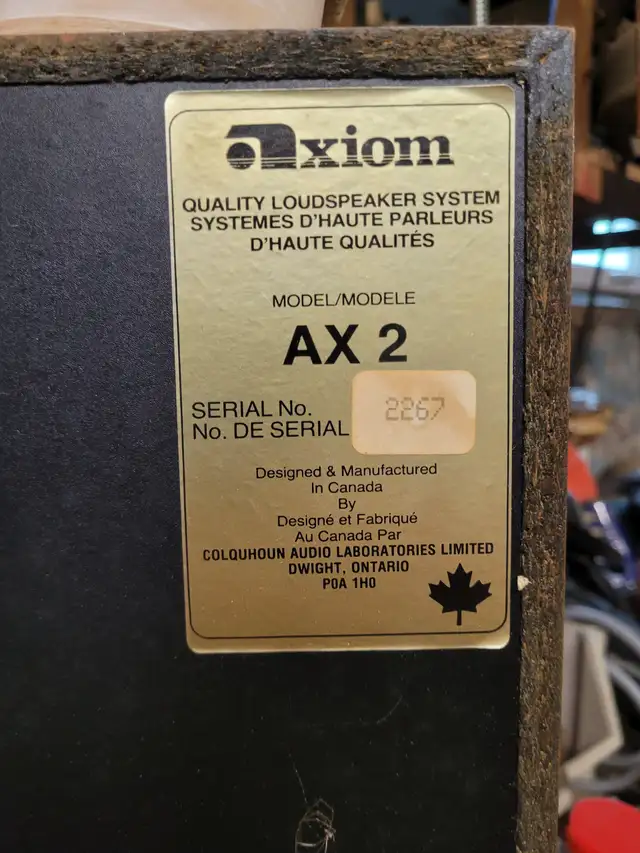 axiom
QUALITY LOUDSPEAKER SYSTEM
SYSTEMES D'HAUTE PARLEURS
D'HAUTE QUALITÉS
MODEL/MODELE
AX 2
SERIAL No.
No. DE SERIAL
2267
Designed & Manufactured
In Canada
By
Designé et Fabriqué
Au Canada Par
COLQUHOUN AUDIO LABORATORIES LIMITED
DWIGHT, ONTARIO
P0A 1H0